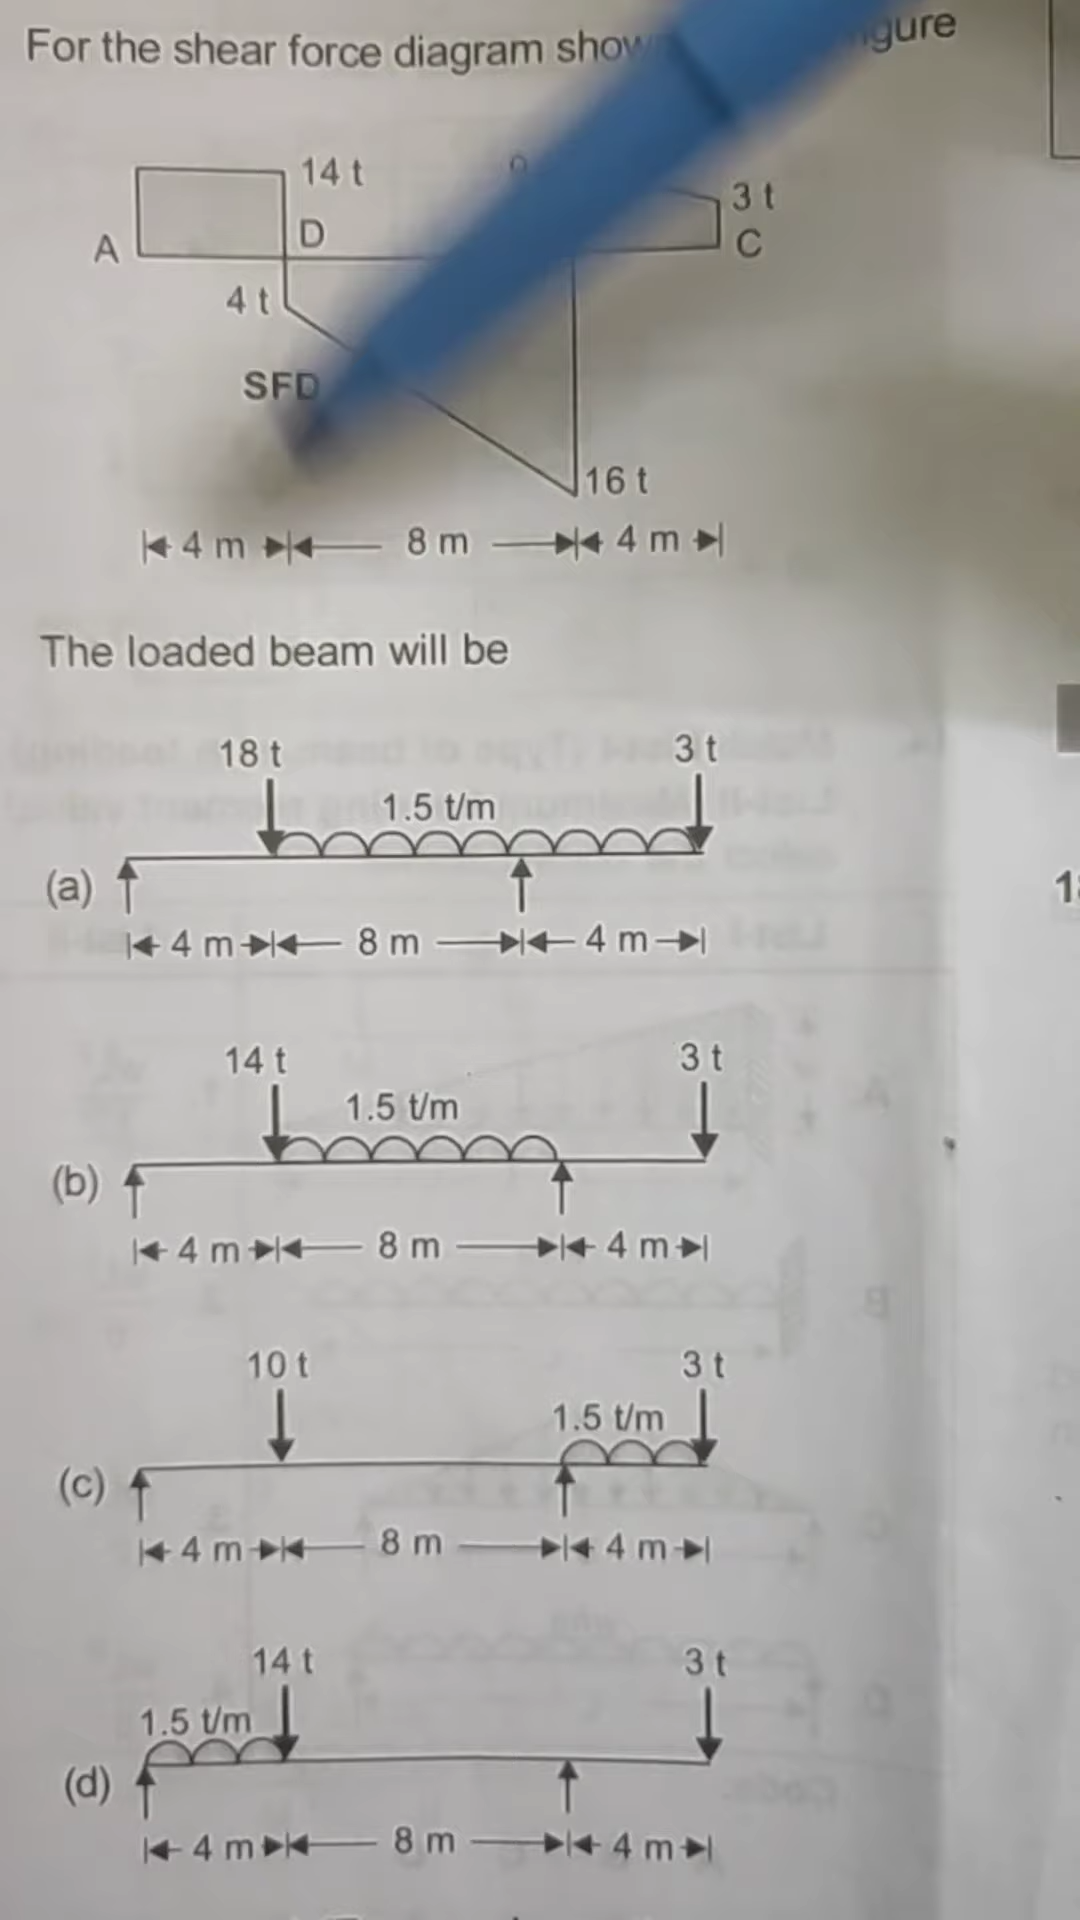 For the shear force diagram
14 t
3 t
A
D
C
4 t
SFD
16 t
4 m 8 m 4 m
The loaded beam will be
18 t 3 t
1.5 t/m
(a)
4 m 8 m 4 m
14 t 3 t
1.5 t/m
(b)
4 m 8 m 4 m
10 t 3 t
1.5 t/m
(c)
4 m 8 m 4 m
14 t 3 t
1.5 t/m
(d)
4 m 8 m 4 m